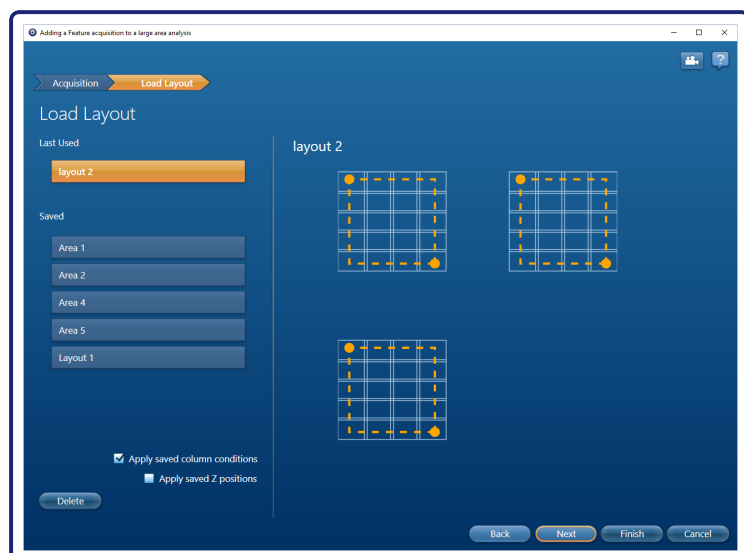 Adding a Feature acquisition to a large area analysis
?
Acquisition
Load Layout
Load Layout
Last Used
layout 2
Saved
Area 1
Area 2
Area 4
Area 5
Layout 1
Apply saved column conditions
Apply saved Z positions
Delete
layout 2
Back
Next
Finish
Cancel